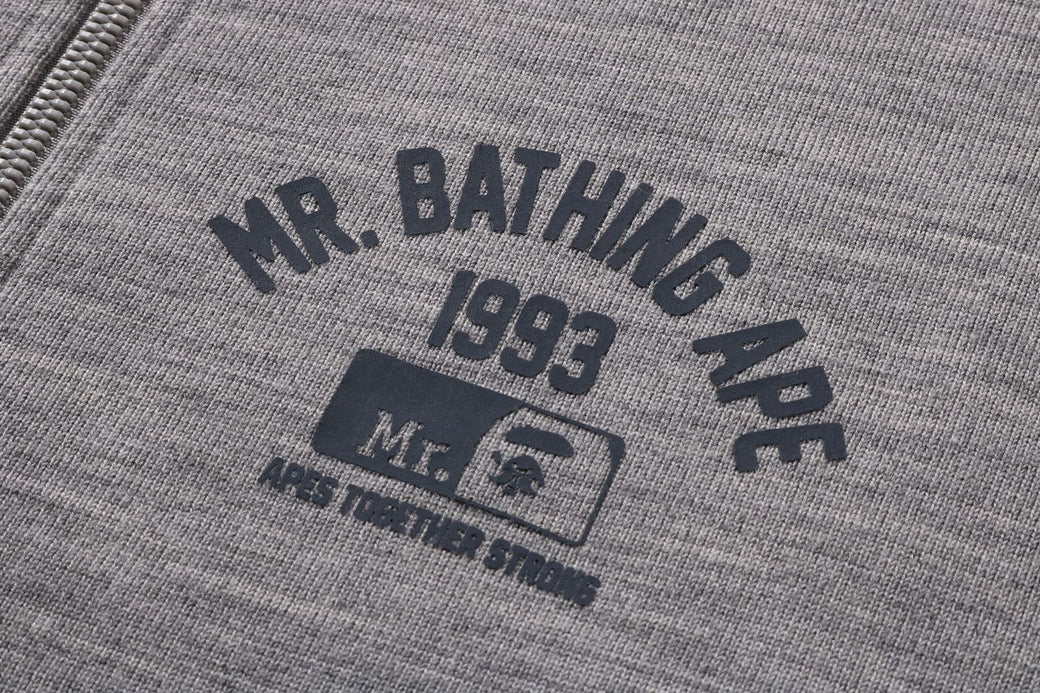 MR. BATHING APE
1993
Mr.
APES TOGETHER STRONG